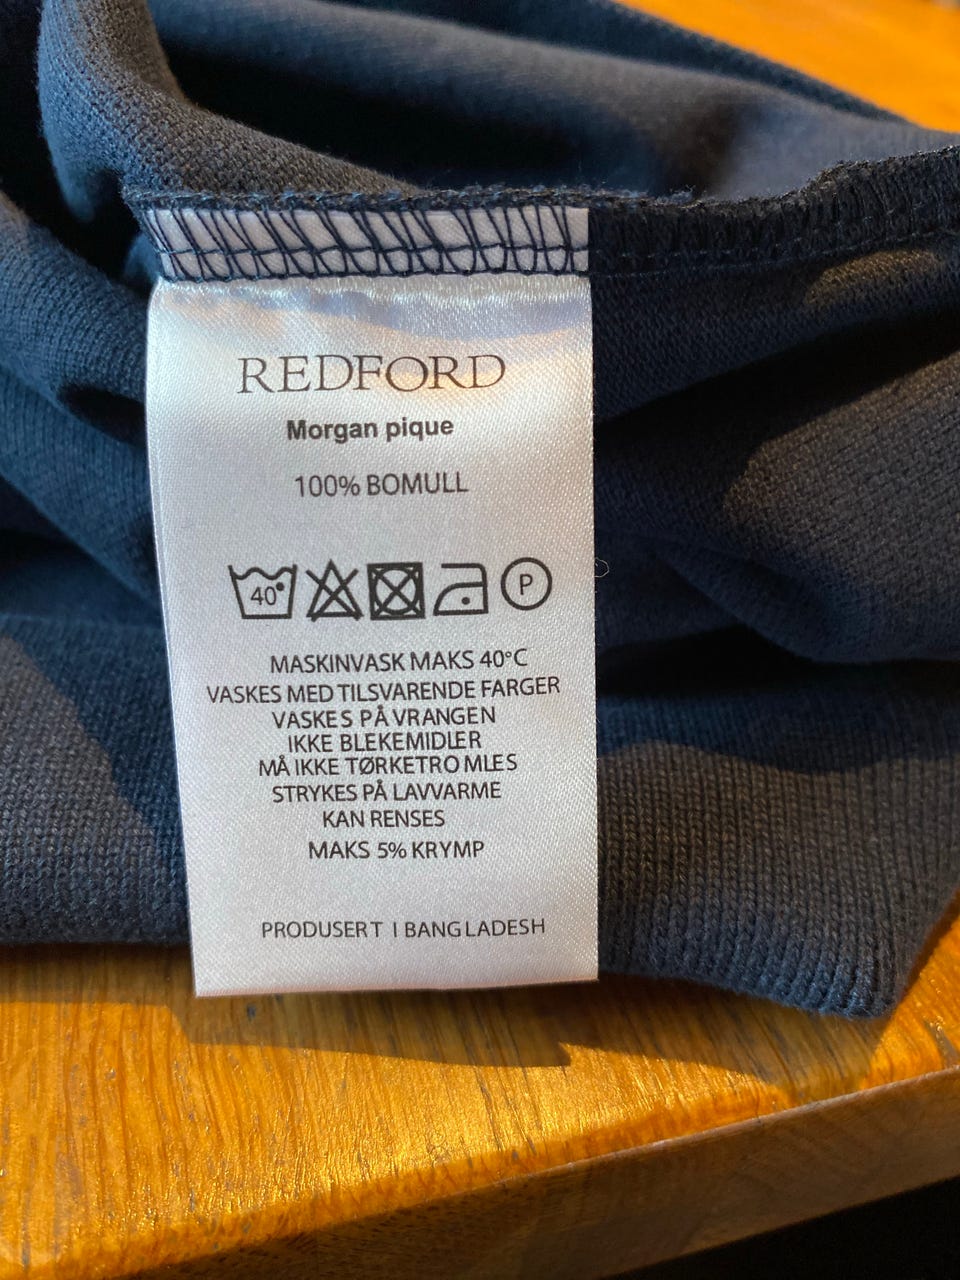 REDFORD
Morgan pique
100% BOMULL
40° P
MASKINVASK MAKS 40°C
VASKES MED TILSVARENDE FARGER
VASKES PÅ VRANGEN
IKKE BLEKEMIDLER
MÅ IKKE TØRKETROMLES
STRYKES PÅ LAVVARME
KAN RENSES
MAKS 5% KRYMP
PRODUSERT I BANGLADESH